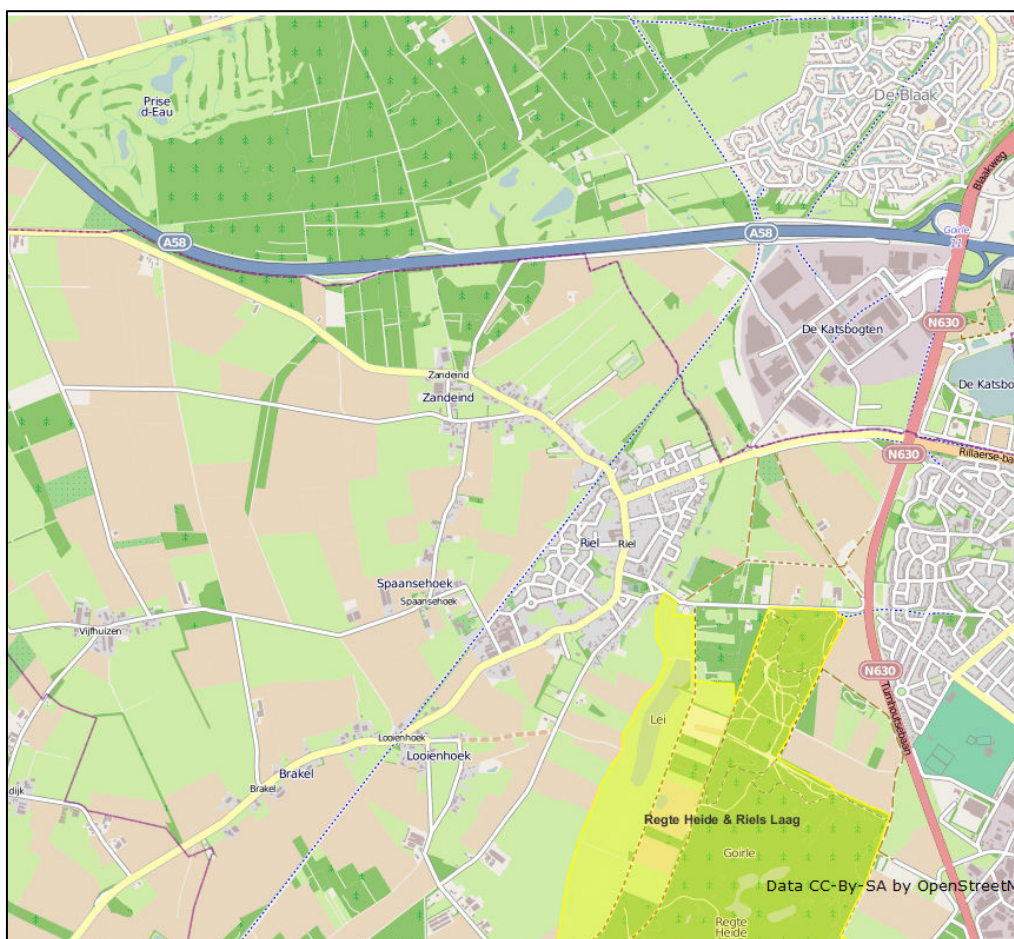 Prise
d-Eau
De Blaak
Blaakweg
A58
A58
Goirle
11
N630
De Katsbogten
Zandeind
Zandeind
De Katsbo
N630
Rillaerse-ba
Riel
Riel
Spaansehoek
Spaansehoek
Vijfhuizen
N630
Turnhoutsebaan
Lei
Looienhoek
Looienhoek
Brakel
Brakel
dijk
Regte Heide & Riels Laag
Goirle
Data CC-By-SA by OpenStreetM
Regte
Heide